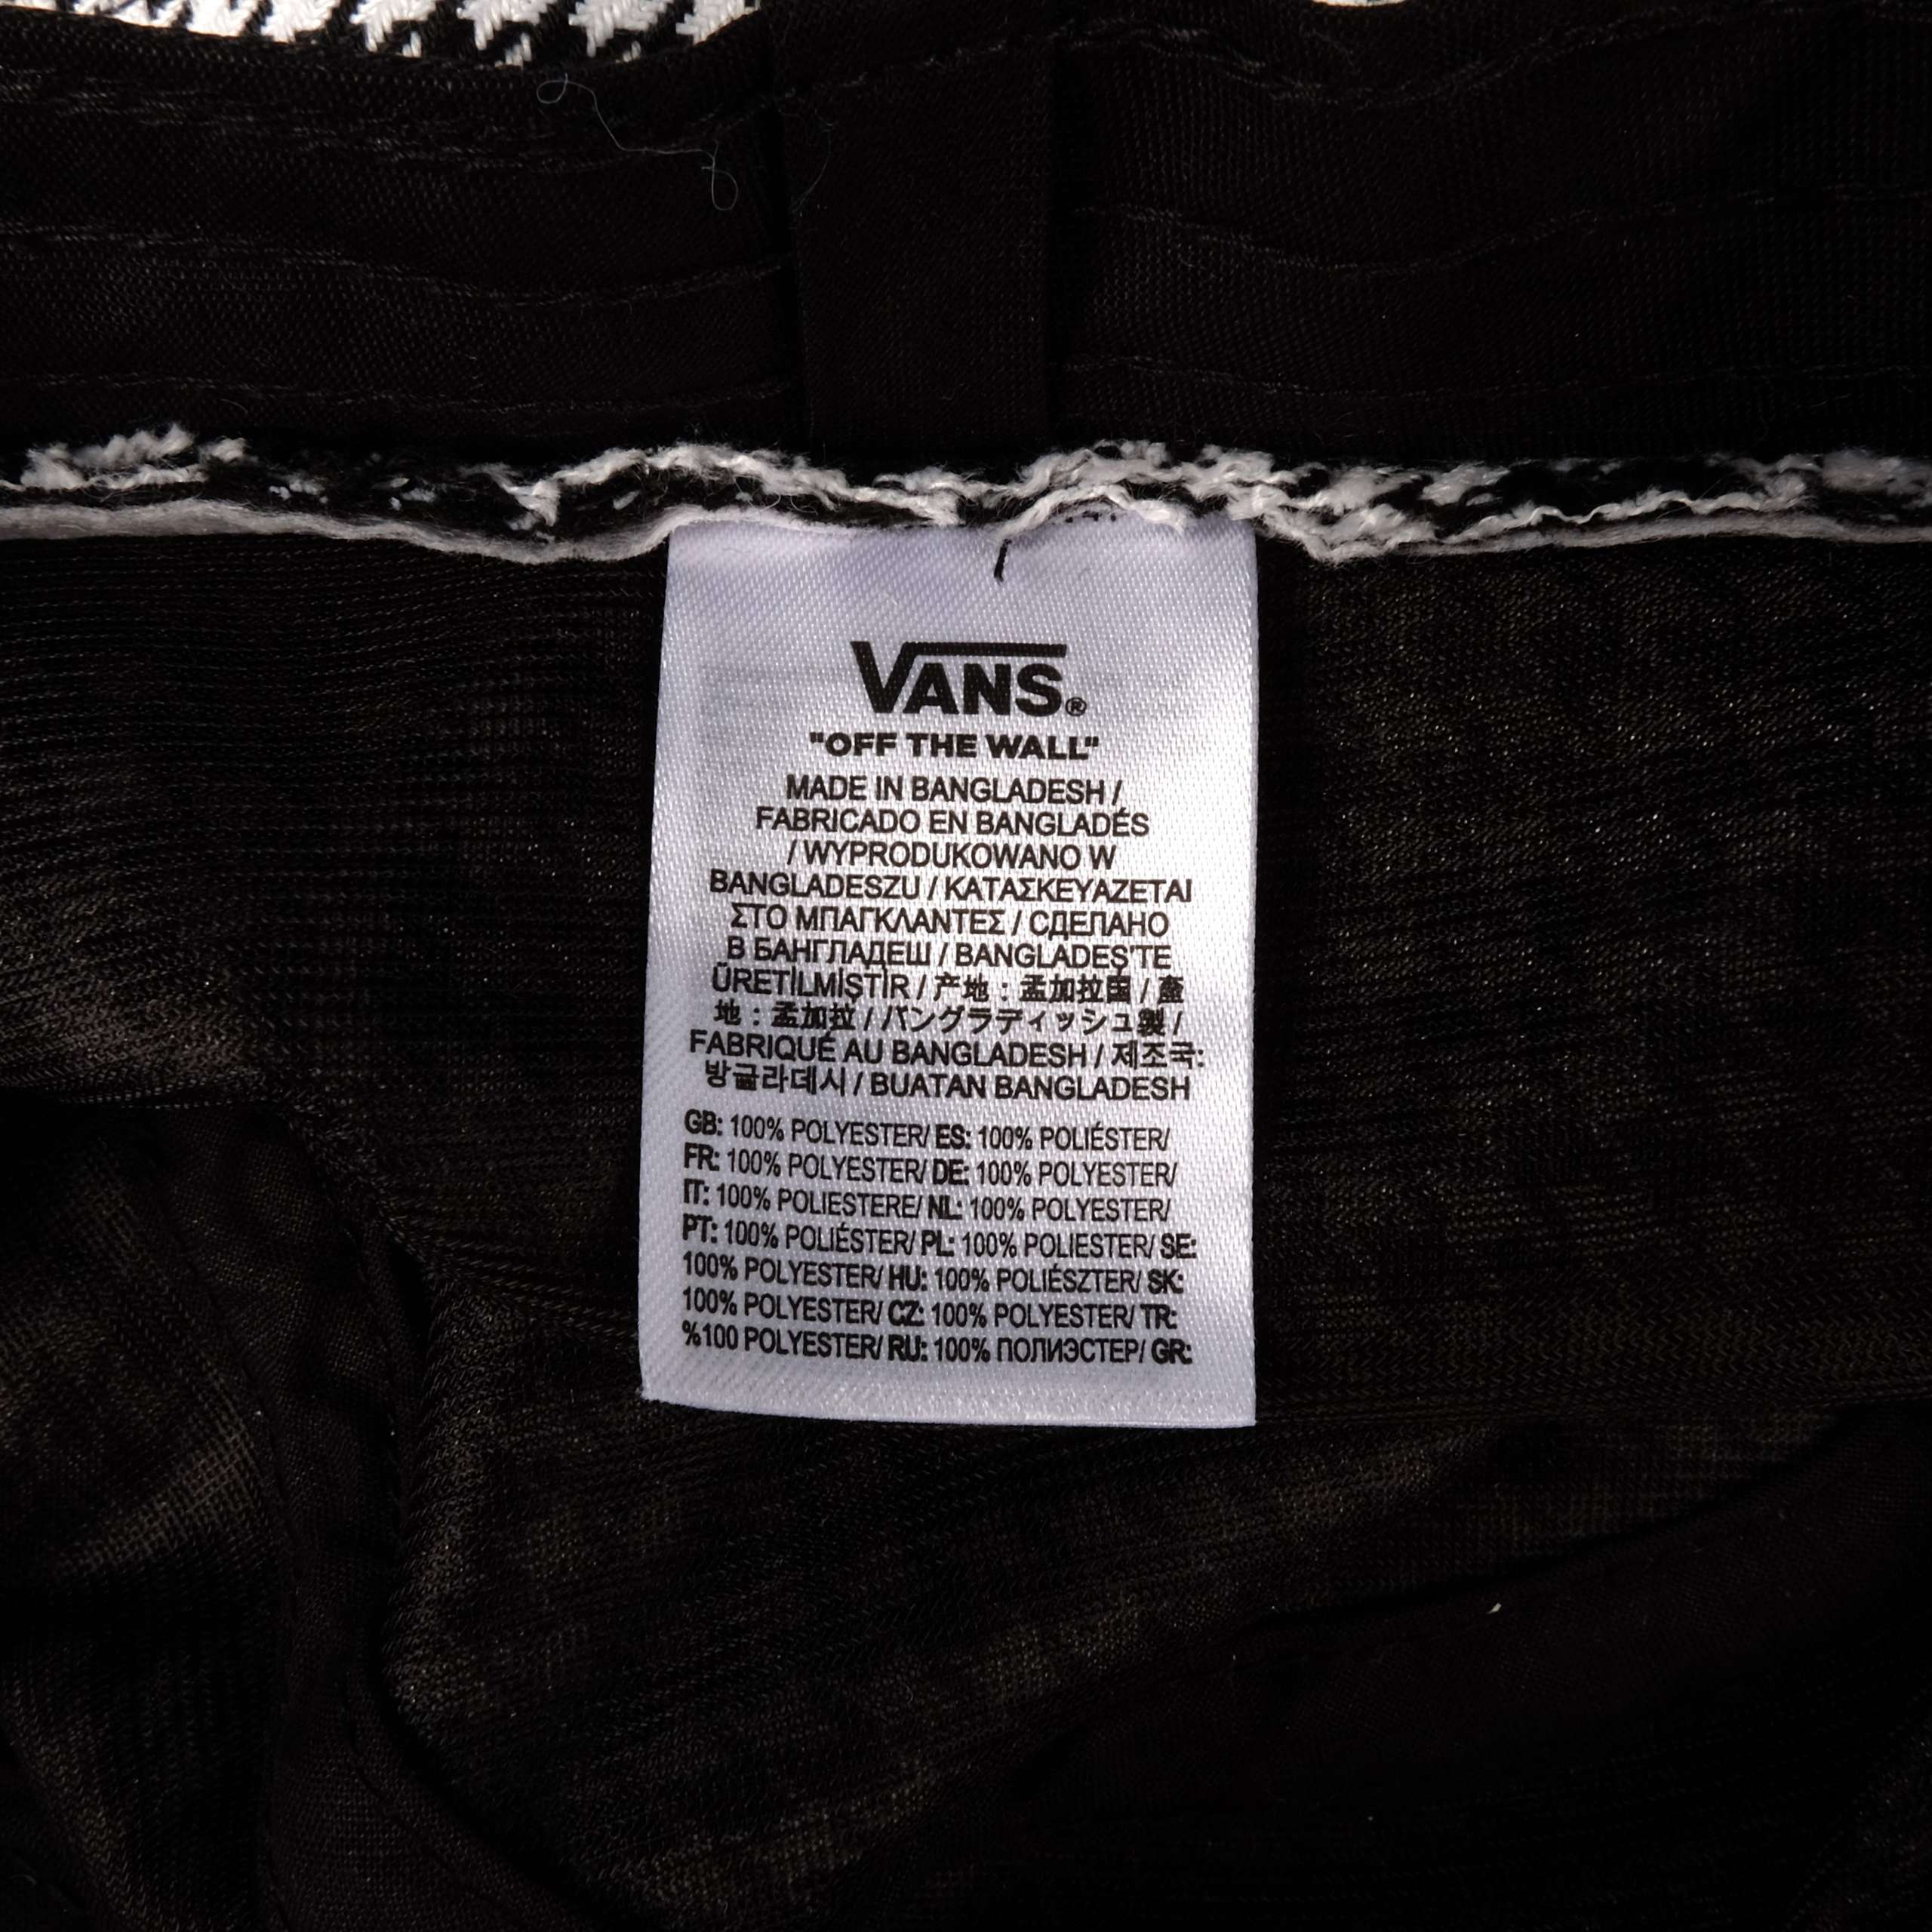 VANS®
"OFF THE WALL"
MADE IN BANGLADESH /
FABRICADO EN BANGLADÉS
/ WYPRODUKOWANO W
BANGLADESZU / ΚΑΤΑΣΚΕΥΑΖΕΤΑΙ
ΣΤΟ ΜΠΑΓΚΛΑΝΤΕΣ / СДЕЛАНО
В БАНГЛАДЕШ / BANGLADEŞ'TE
ÜRETİLMİŞTİR / 产地 : 孟加拉国 / 產
地 : 孟加拉 / バングラディッシュ製 /
FABRIQUÉ AU BANGLADESH / 제조국:
방글라데시 / BUATAN BANGLADESH
GB: 100% POLYESTER/ ES: 100% POLIÉSTER/
FR: 100% POLYESTER/ DE: 100% POLYESTER/
IT: 100% POLIESTERE/ NL: 100% POLYESTER/
PT: 100% POLIÉSTER/ PL: 100% POLIESTER/ SE:
100% POLYESTER/ HU: 100% POLIÉSZTER/ SK:
100% POLYESTER/ CZ: 100% POLYESTER/ TR:
%100 POLYESTER/ RU: 100% ПОЛИЭСТЕР/ GR: